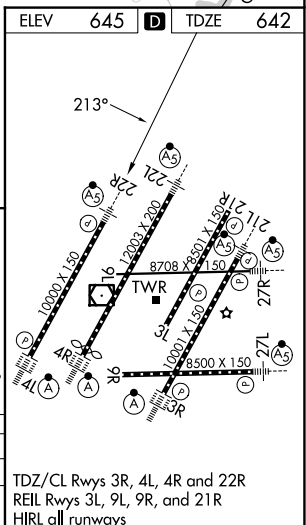 ELEV 645 D TDZE 642
213°
A5
22R
A5
22L
P
21R
A5
21L
A5
P
10000 X 150
12003 X 200
8501 X 150
9L
8708 X 150
27R
P
TWR
3L
P
10001 X 150
P
4R
9R
8500 X 150
27L
A5
P
4L
A
A
A
3R
A
P
TDZ/CL Rwys 3R, 4L, 4R and 22R
REIL Rwys 3L, 9L, 9R, and 21R
HIRL all runways